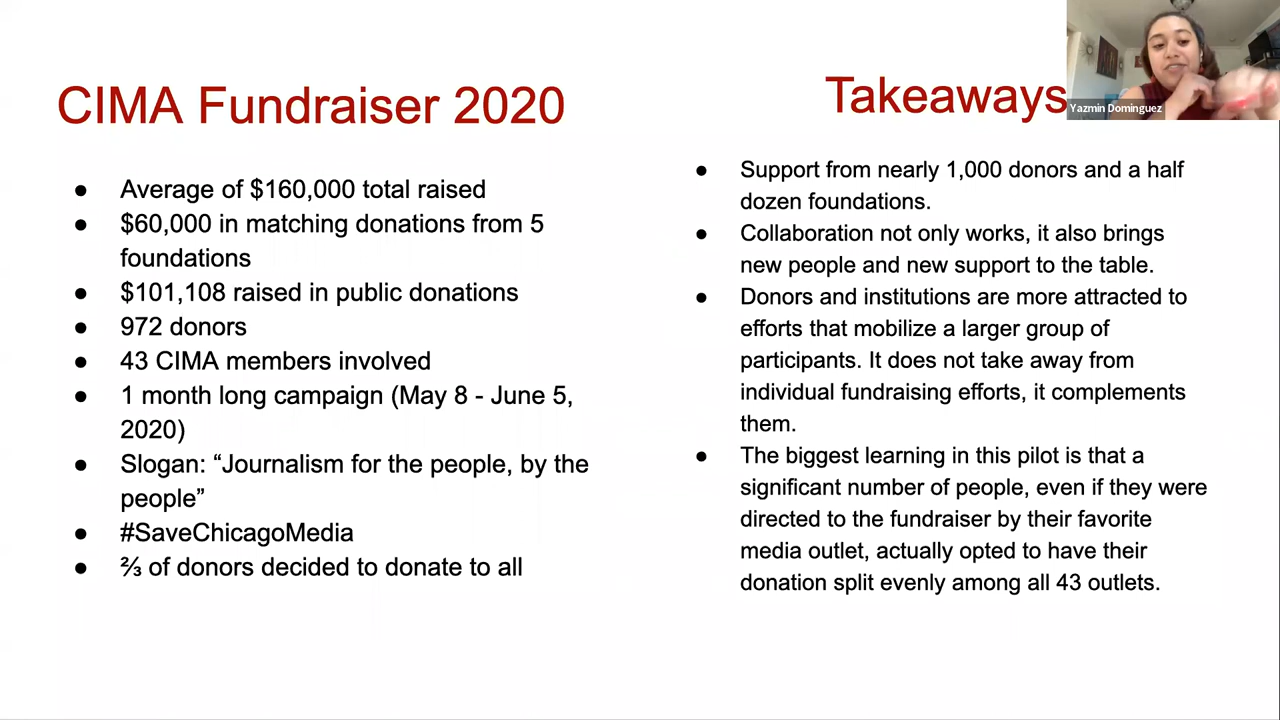 CIMA Fundraiser 2020
● Average of $160,000 total raised
● $60,000 in matching donations from 5
foundations
● $101,108 raised in public donations
● 972 donors
● 43 CIMA members involved
● 1 month long campaign (May 8 - June 5,
2020)
● Slogan: “Journalism for the people, by the
people”
● #SaveChicagoMedia
● ⅔ of donors decided to donate to all
Takeaways
● Support from nearly 1,000 donors and a half
dozen foundations.
● Collaboration not only works, it also brings
new people and new support to the table.
● Donors and institutions are more attracted to
efforts that mobilize a larger group of
participants. It does not take away from
individual fundraising efforts, it complements
them.
● The biggest learning in this pilot is that a
significant number of people, even if they were
directed to the fundraiser by their favorite
media outlet, actually opted to have their
donation split evenly among all 43 outlets.
Yazmin Dominguez